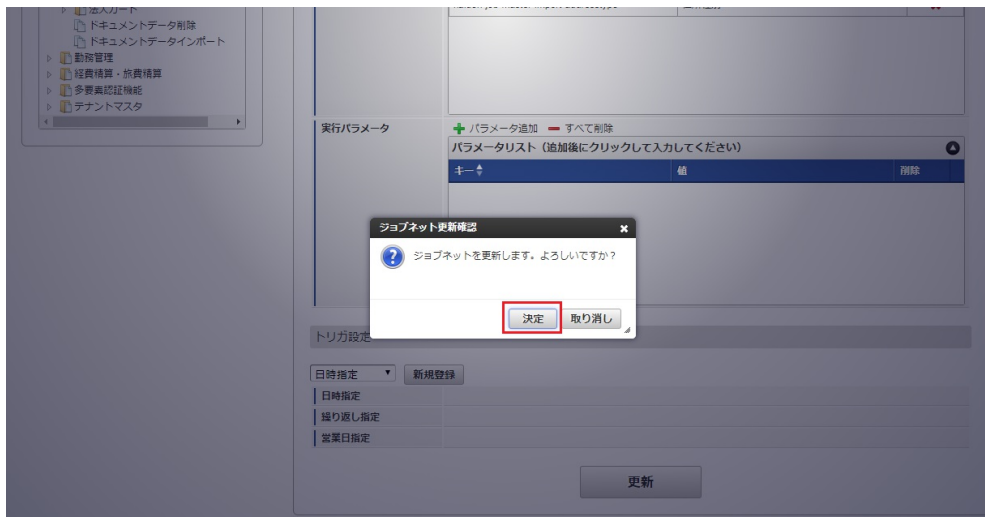 法人カード
ドキュメントデータ削除
ドキュメントデータインポート
勤務管理
経費精算・旅費精算
多要素認証機能
テナントマスタ
実行パラメータ
パラメータ追加 すべて削除
パラメータリスト（追加後にクリックして入力してください）
キー 値 削除
ジョブネット更新確認
ジョブネットを更新します。よろしいですか？
決定 取り消し
トリガ設定
日時指定 新規登録
日時指定
繰り返し指定
営業日指定
更新